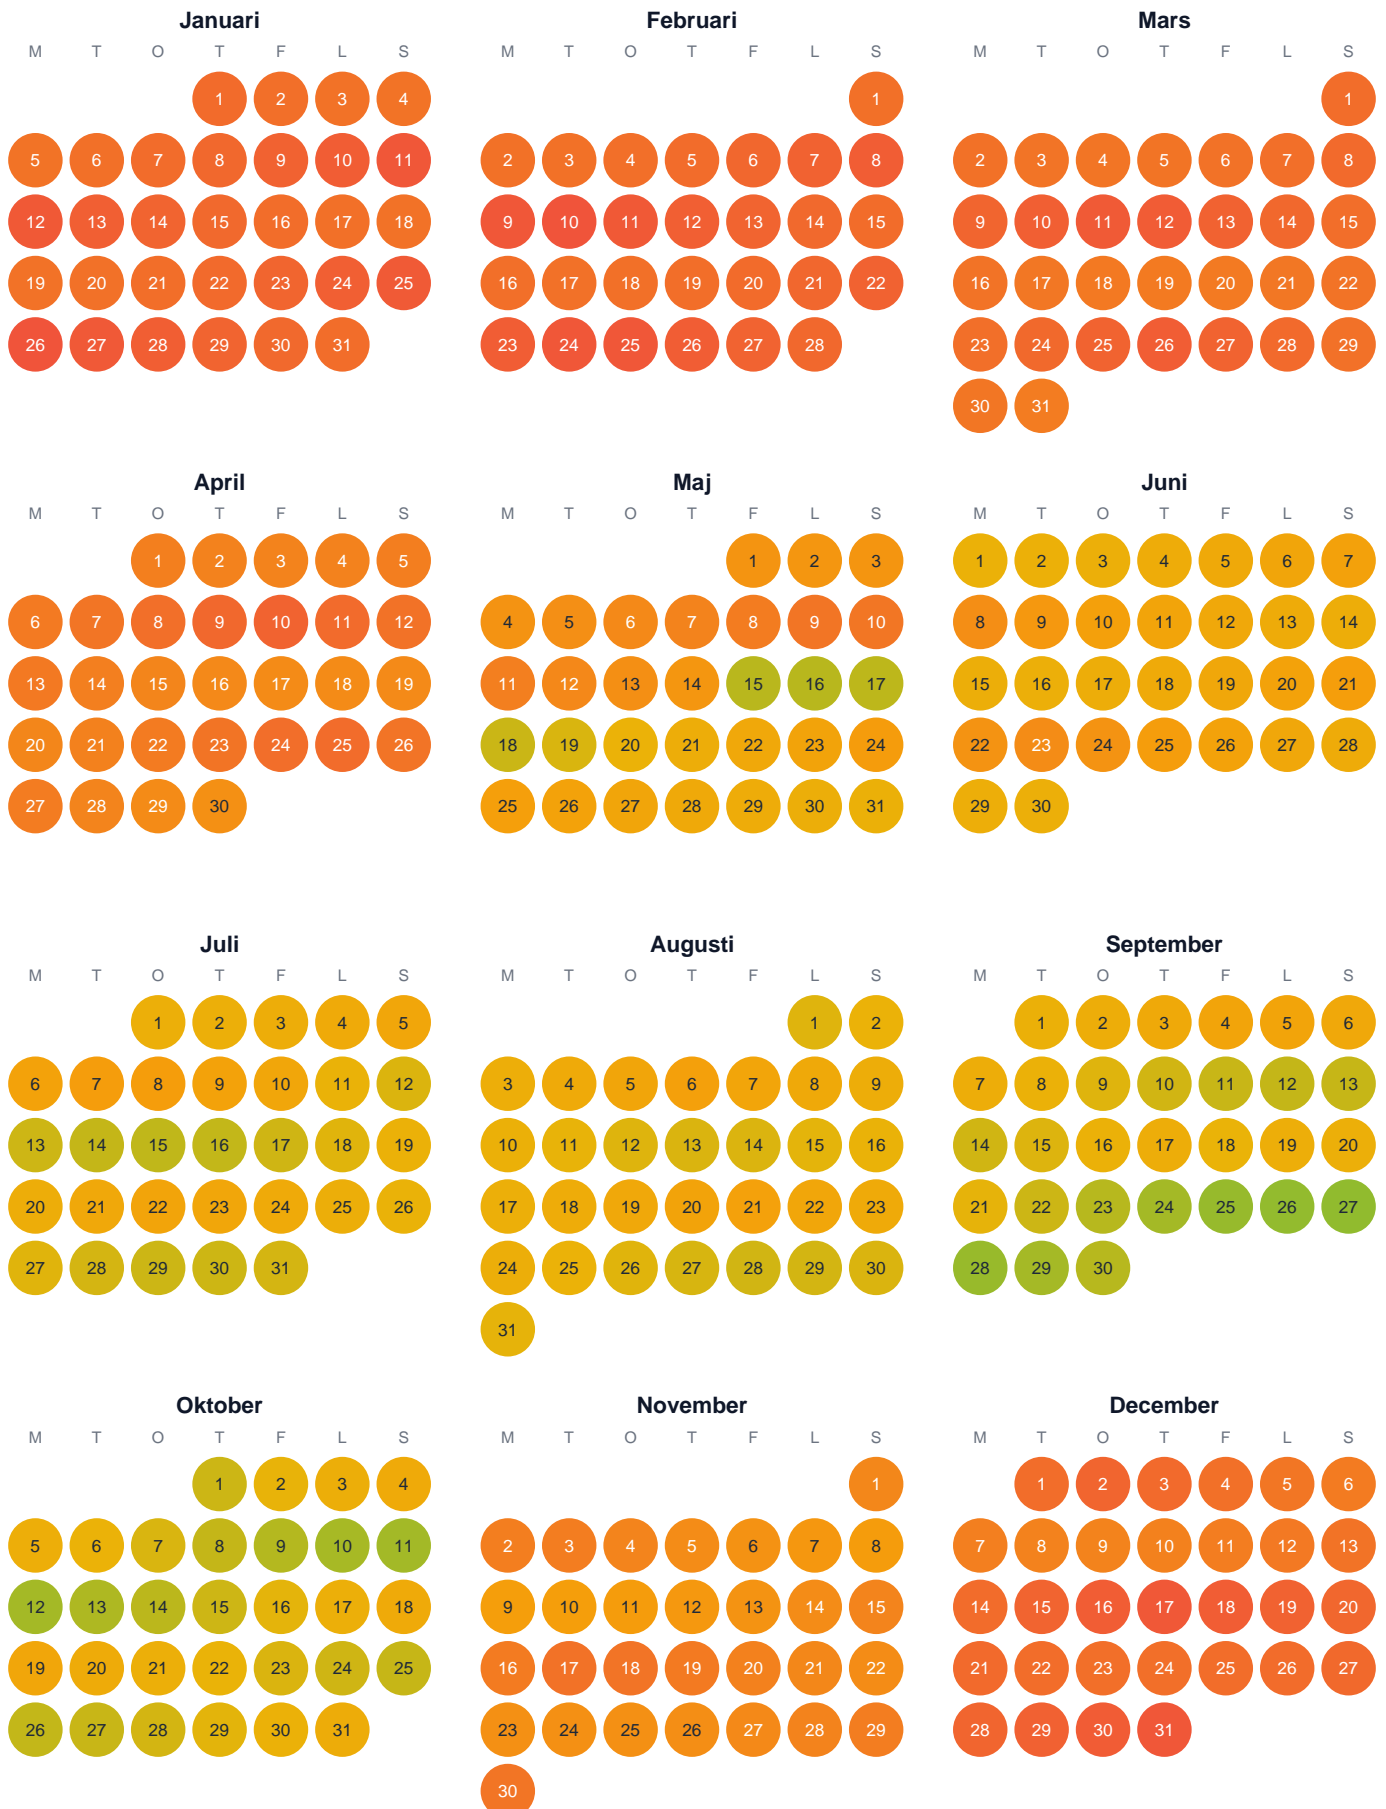 Januari Februari Mars
M T O T F L S M T O T F L S M T O T F L S
1 2 3 4 1 1
5 6 7 8 9 10 11 2 3 4 5 6 7 8 2 3 4 5 6 7 8
12 13 14 15 16 17 18 9 10 11 12 13 14 15 9 10 11 12 13 14 15
19 20 21 22 23 24 25 16 17 18 19 20 21 22 16 17 18 19 20 21 22
26 27 28 29 30 31 23 24 25 26 27 28 23 24 25 26 27 28 29
30 31
April Maj Juni
M T O T F L S M T O T F L S M T O T F L S
1 2 3 4 5 1 2 3 1 2 3 4 5 6 7
6 7 8 9 10 11 12 4 5 6 7 8 9 10 8 9 10 11 12 13 14
13 14 15 16 17 18 19 11 12 13 14 15 16 17 15 16 17 18 19 20 21
20 21 22 23 24 25 26 18 19 20 21 22 23 24 22 23 24 25 26 27 28
27 28 29 30 25 26 27 28 29 30 31 29 30
Juli Augusti September
M T O T F L S M T O T F L S M T O T F L S
1 2 3 4 5 1 2 1 2 3 4 5 6
6 7 8 9 10 11 12 3 4 5 6 7 8 9 7 8 9 10 11 12 13
13 14 15 16 17 18 19 10 11 12 13 14 15 16 14 15 16 17 18 19 20
20 21 22 23 24 25 26 17 18 19 20 21 22 23 21 22 23 24 25 26 27
27 28 29 30 31 24 25 26 27 28 29 30 28 29 30
31
Oktober November December
M T O T F L S M T O T F L S M T O T F L S
1 2 3 4 1 1 2 3 4 5 6
5 6 7 8 9 10 11 2 3 4 5 6 7 8 7 8 9 10 11 12 13
12 13 14 15 16 17 18 9 10 11 12 13 14 15 14 15 16 17 18 19 20
19 20 21 22 23 24 25 16 17 18 19 20 21 22 21 22 23 24 25 26 27
26 27 28 29 30 31 23 24 25 26 27 28 29 28 29 30 31
30